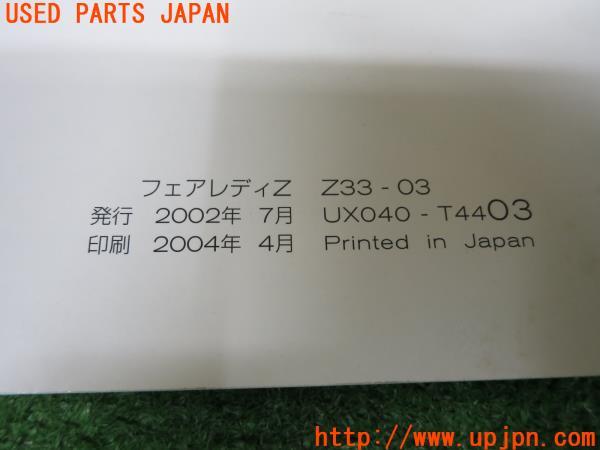 USED PARTS JAPAN
フェアレディZ Z33 - 03
発行 2002年 7月 UX040 - T4403
印刷 2004年 4月 Printed in Japan
http://www.upjpn.com/